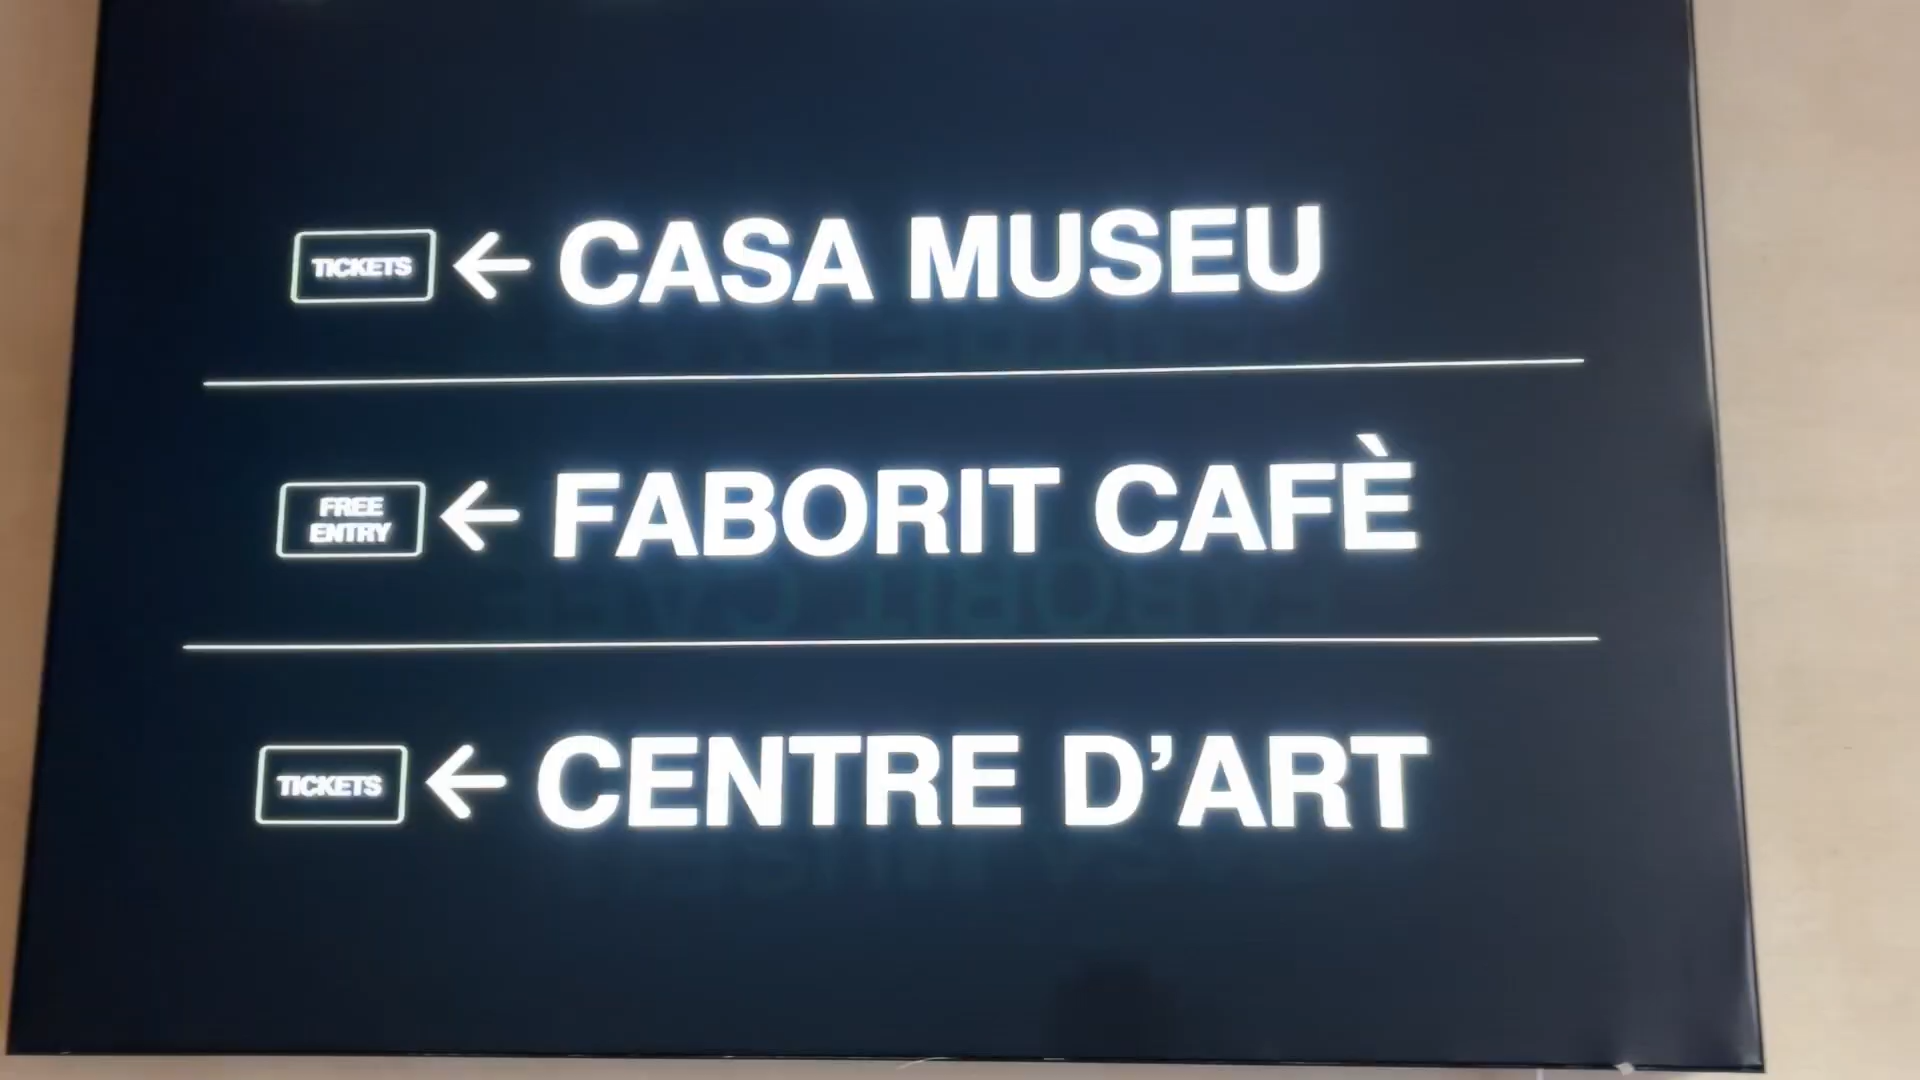 TICKETS ← CASA MUSEU
FREE
ENTRY ← FABORIT CAFÈ
TICKETS ← CENTRE D’ART